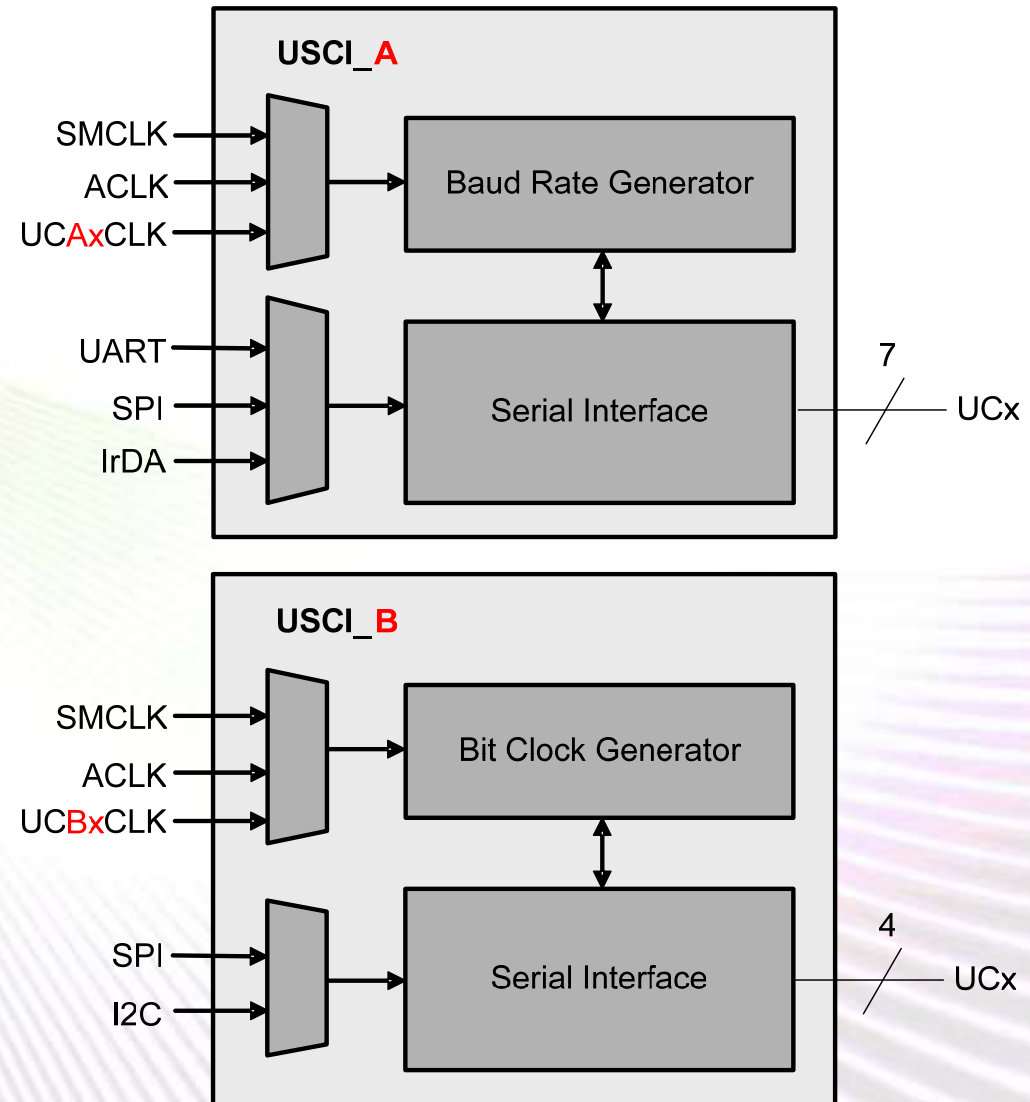 USCI_A
SMCLK
ACLK
UCAxCLK
Baud Rate Generator
UART
SPI
IrDA
Serial Interface
7
UCx
USCI_B
SMCLK
ACLK
UCBxCLK
Bit Clock Generator
SPI
I2C
Serial Interface
4
UCx